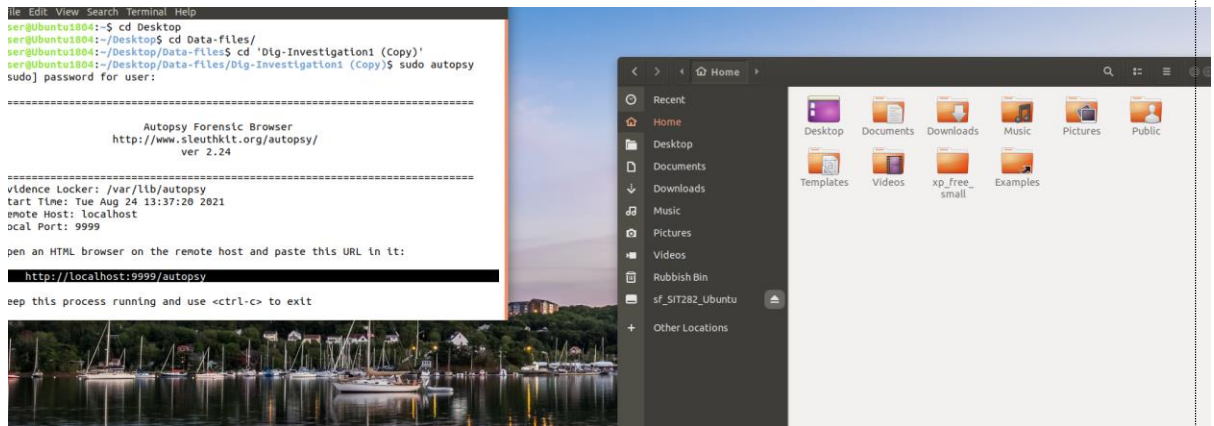 ile Edit View Search Terminal Help
ser@Ubuntu1804:~$ cd Desktop
ser@Ubuntu1804:~/Desktop$ cd Data-files/
ser@Ubuntu1804:~/Desktop/Data-files$ cd 'Dig-Investigation1 (Copy)'
ser@Ubuntu1804:~/Desktop/Data-files/Dig-Investigation1 (Copy)$ sudo autopsy
sudo] password for user:
==============================================================================
Autopsy Forensic Browser
http://www.sleuthkit.org/autopsy/
ver 2.24
==============================================================================
vidence Locker: /var/lib/autopsy
tart Time: Tue Aug 24 13:37:20 2021
emote Host: localhost
ocal Port: 9999
pen an HTML browser on the remote host and paste this URL in it:
http://localhost:9999/autopsy
eep this process running and use <ctrl-c> to exit
Home
Recent
Home
Desktop
Documents
Downloads
Music
Pictures
Videos
Rubbish Bin
sf_SIT282_Ubuntu
+ Other Locations
Desktop Documents Downloads Music Pictures Public
Templates Videos xp_free_ Examples
small